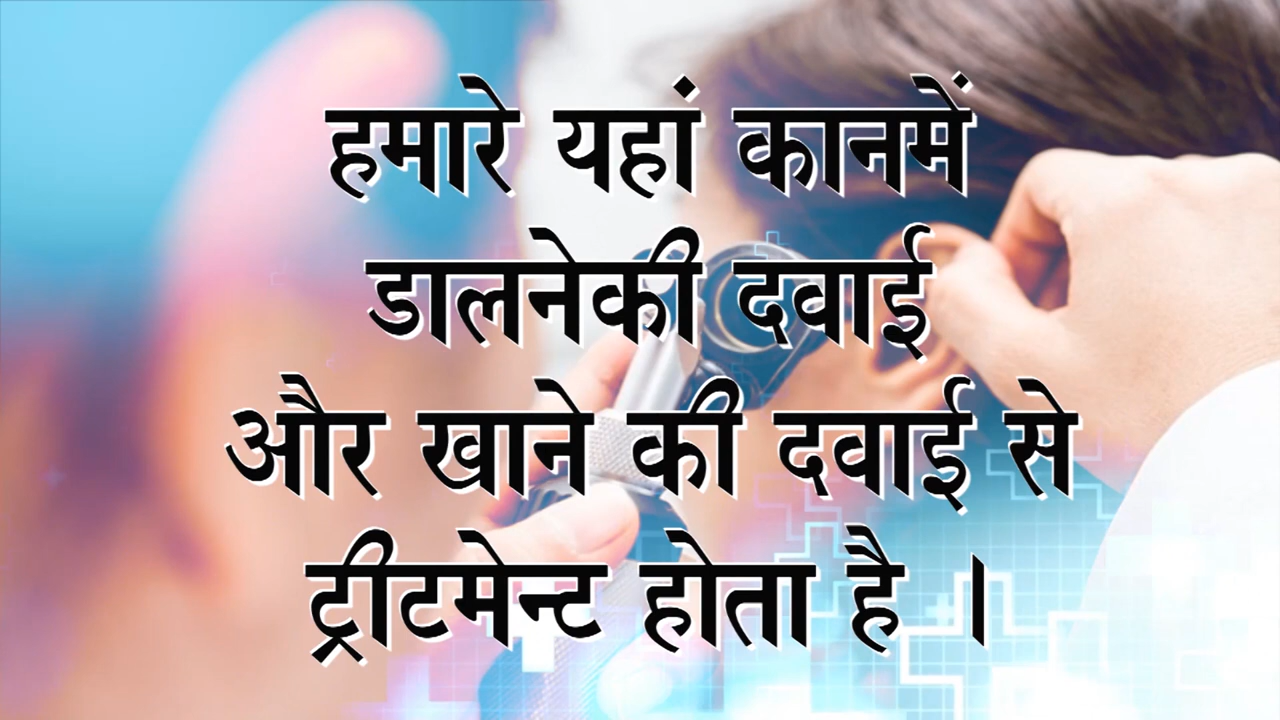 हमारे यहां कानमें
डालनेकी दवाई
और खाने की दवाई से
ट्रीटमेन्ट होता है ।